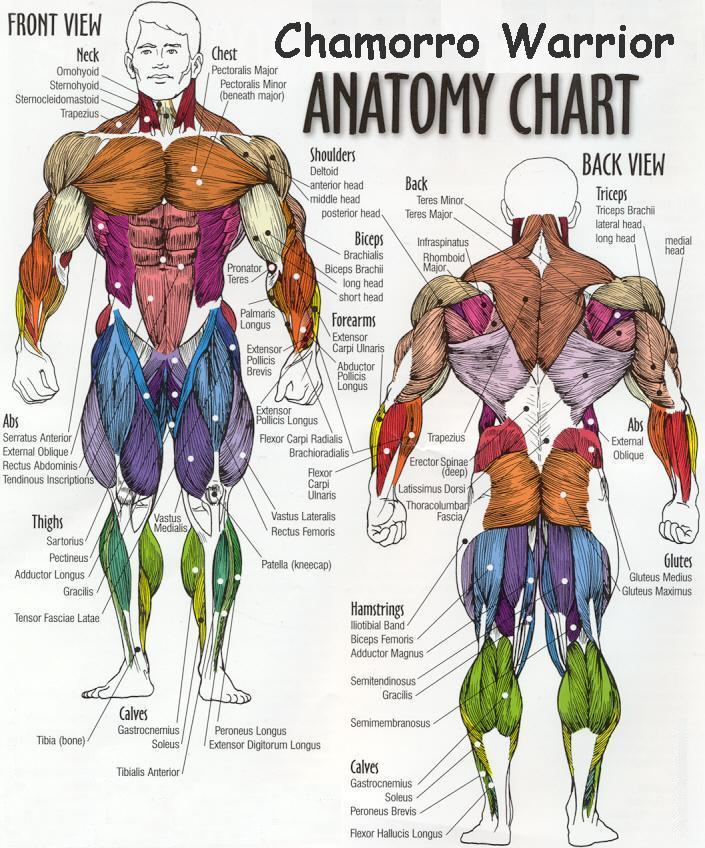 FRONT VIEW
Chamorro Warrior
ANATOMY CHART
Neck
Omohyoid
Sternohyoid
Sternocleidomastoid
Trapezius
Chest
Pectoralis Major
Pectoralis Minor
(beneath major)
Shoulders
Deltoid
anterior head
middle head
posterior head
Biceps
Brachialis
Biceps Brachii
long head
short head
Pronator
Teres
Palmaris
Longus
Forearms
Extensor
Carpi Ulnaris
Abductor
Pollicis
Longus
Extensor
Pollicis
Brevis
Extensor
Pollicis Longus
Flexor Carpi Radialis
Brachioradialis
Flexor
Carpi
Ulnaris
Abs
Serratus Anterior
External Oblique
Rectus Abdominis
Tendinous Inscriptions
Thighs
Sartorius
Pectineus
Adductor Longus
Gracilis
Tensor Fasciae Latae
Vastus
Medialis
Vastus Lateralis
Rectus Femoris
Patella (kneecap)
Calves
Gastrocnemius
Soleus
Tibialis Anterior
Tibia (bone)
Peroneus Longus
Extensor Digitorum Longus
BACK VIEW
Back
Teres Minor
Teres Major
Infraspinatus
Rhomboid
Major
Triceps
Triceps Brachii
lateral head
long head
medial
head
Trapezius
Erector Spinae
(deep)
Latissimus Dorsi
Thoracolumbar
Fascia
Abs
External
Oblique
Glutes
Gluteus Medius
Gluteus Maximus
Hamstrings
Iliotibial Band
Biceps Femoris
Adductor Magnus
Semitendinosus
Gracilis
Semimembranosus
Calves
Gastrocnemius
Soleus
Peroneus Brevis
Flexor Hallucis Longus